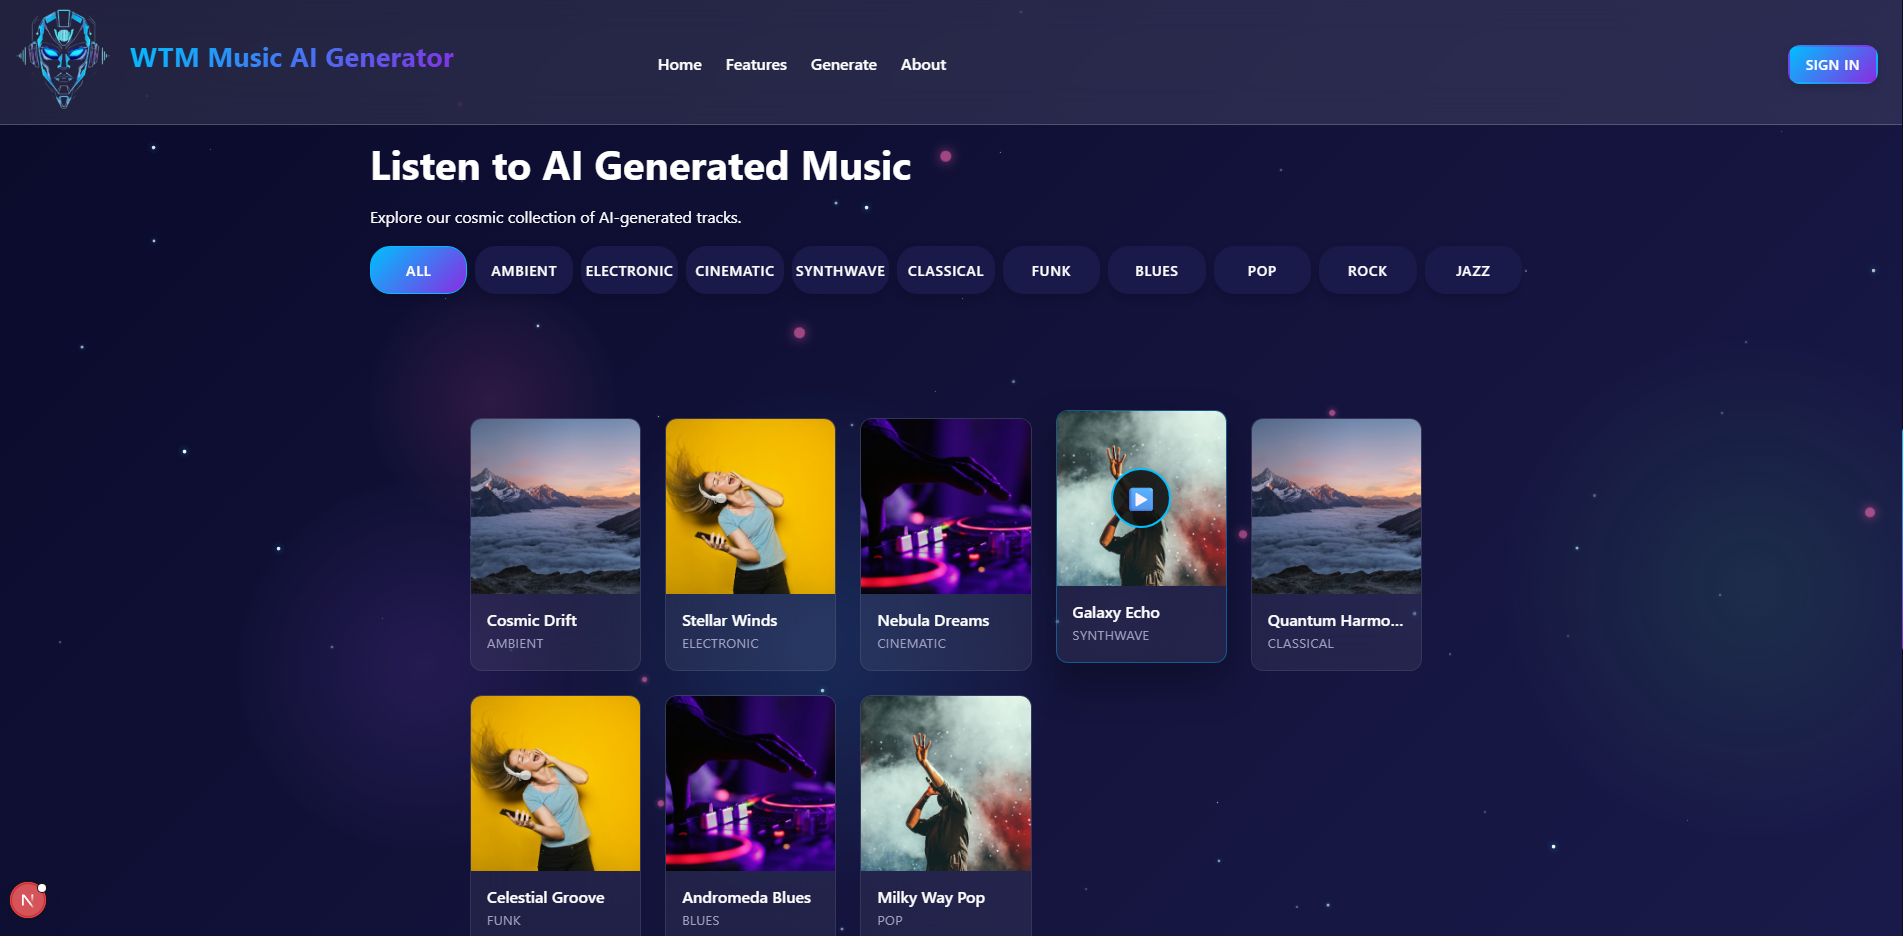 WTM Music AI Generator
Home Features Generate About
SIGN IN
Listen to AI Generated Music
Explore our cosmic collection of AI-generated tracks.
ALL AMBIENT ELECTRONIC CINEMATIC SYNTHWAVE CLASSICAL FUNK BLUES POP ROCK JAZZ
Cosmic Drift
AMBIENT
Stellar Winds
ELECTRONIC
Nebula Dreams
CINEMATIC
Galaxy Echo
SYNTHWAVE
Quantum Harmo...
CLASSICAL
Celestial Groove
FUNK
Andromeda Blues
BLUES
Milky Way Pop
POP
N